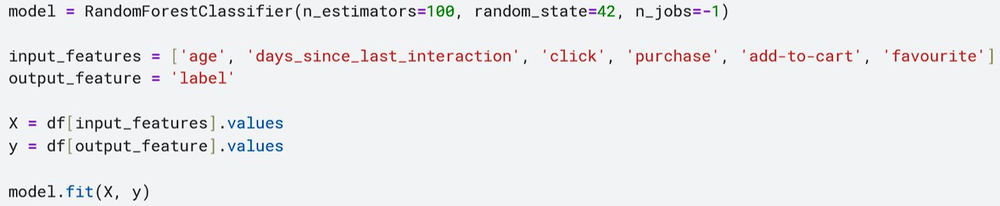 model = RandomForestClassifier(n_estimators=100, random_state=42, n_jobs=-1)
input_features = ['age', 'days_since_last_interaction', 'click', 'purchase', 'add-to-cart', 'favourite']
output_feature = 'label'
X = df[input_features].values
y = df[output_feature].values
model.fit(X, y)